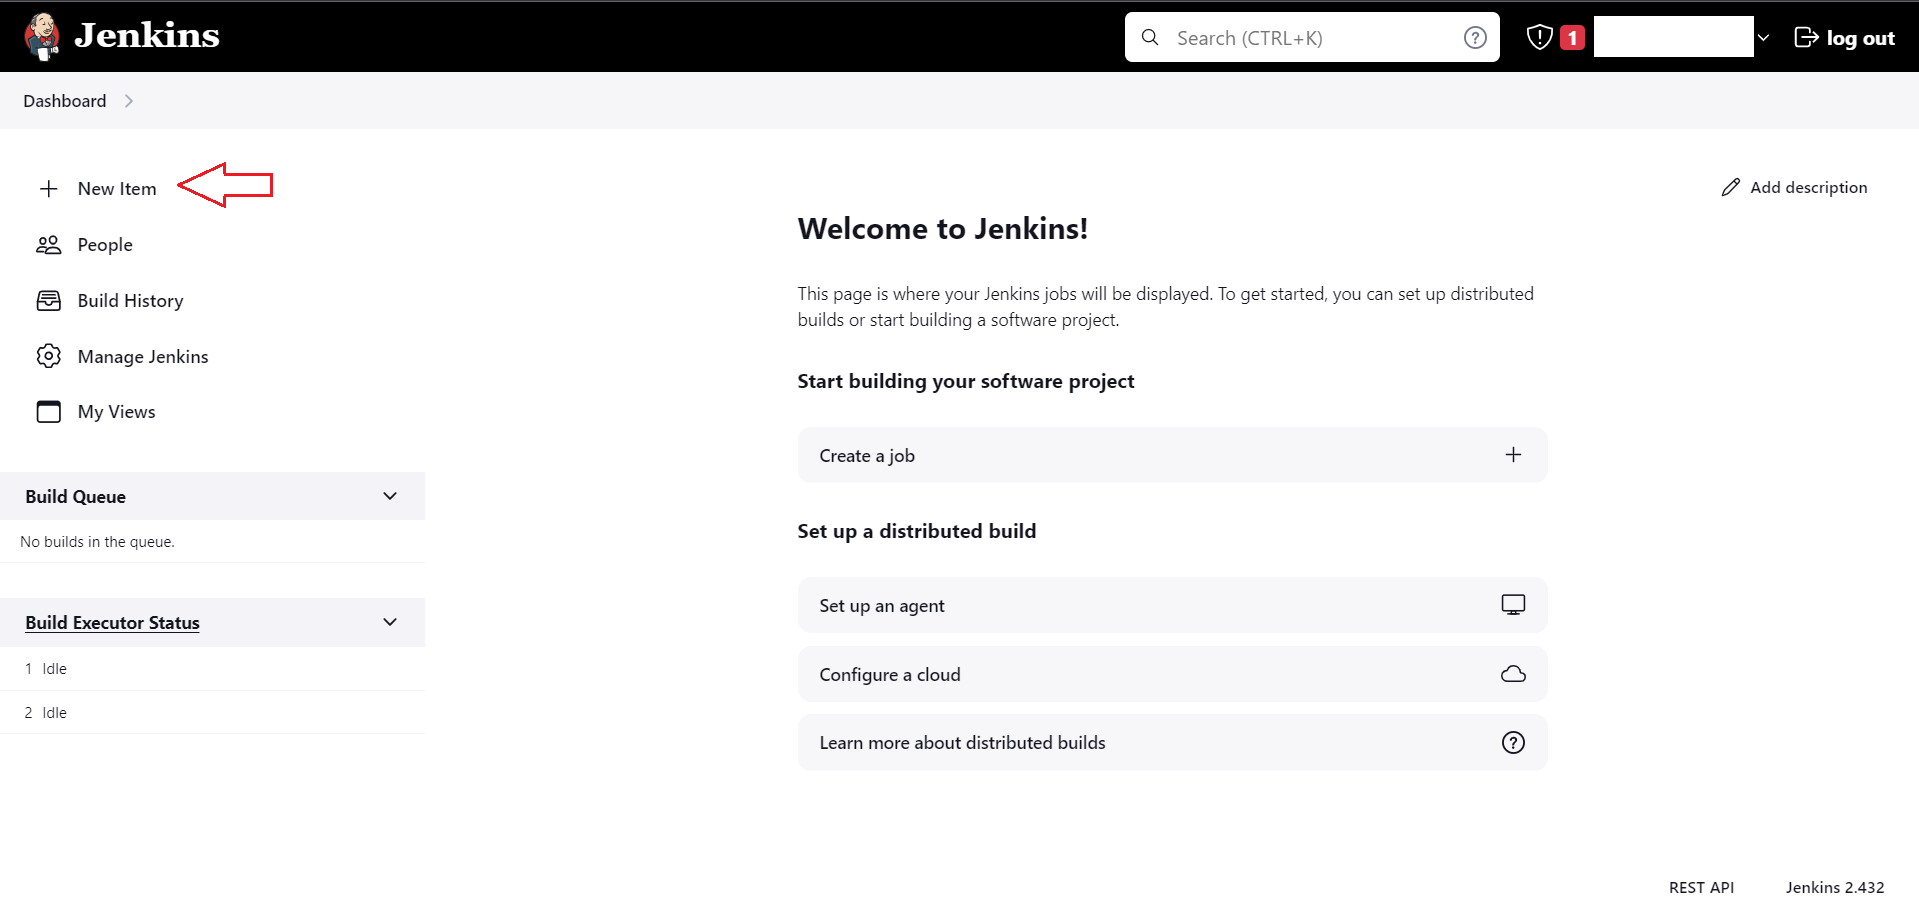 Jenkins
Search (CTRL+K)
1
log out
Dashboard
New Item
People
Build History
Manage Jenkins
My Views
Build Queue
No builds in the queue.
Build Executor Status
1 Idle
2 Idle
Add description
Welcome to Jenkins!
This page is where your Jenkins jobs will be displayed. To get started, you can set up distributed
builds or start building a software project.
Start building your software project
Create a job
Set up a distributed build
Set up an agent
Configure a cloud
Learn more about distributed builds
REST API
Jenkins 2.432